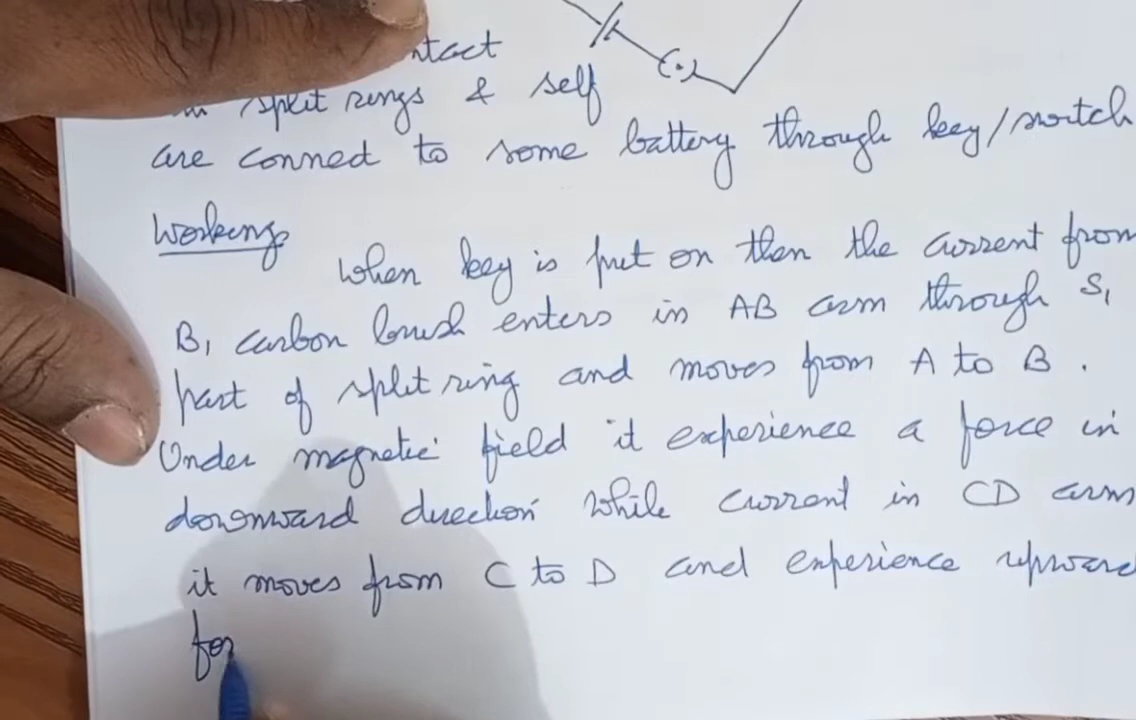 split rings & self
are conned to some battery through key/switch
Working
When key is put on then the current from
B1 carbon brush enters in AB arm through S1
part of split ring and moves from A to B.
Under magnetic field it experience a force in
downward direction while current in CD arm
it moves from C to D and experience upward
for